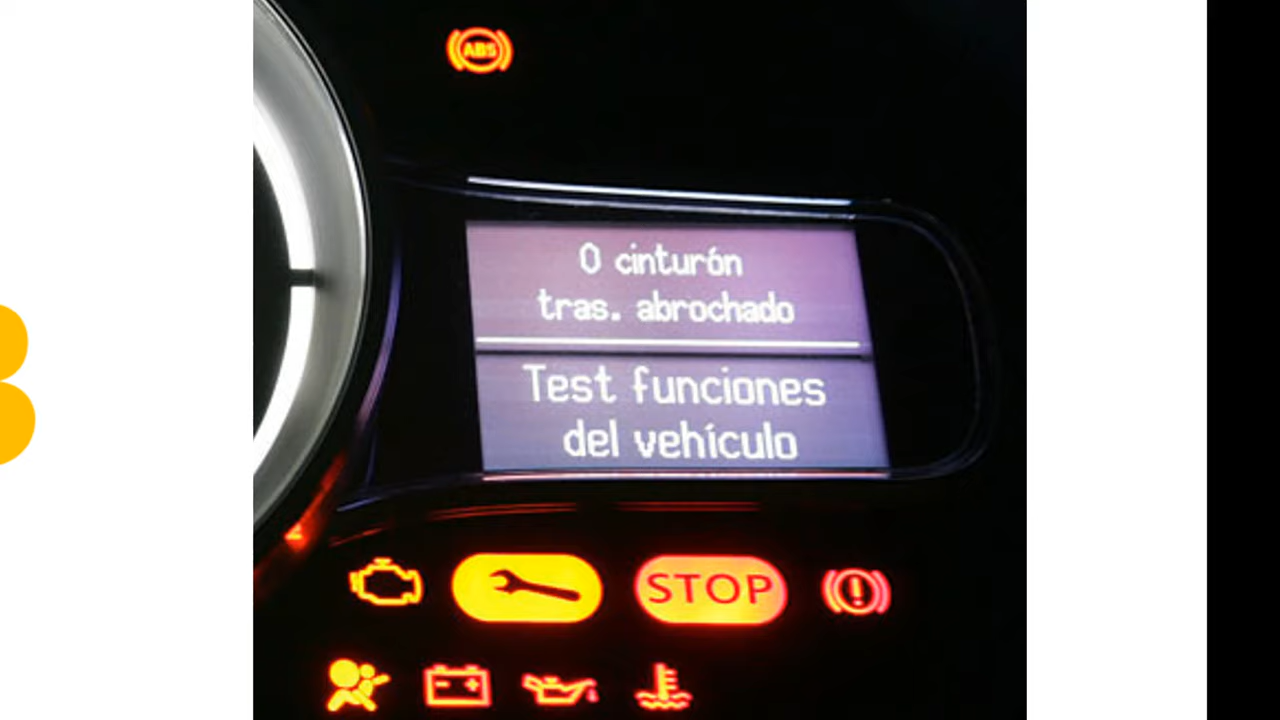 ABS
0 cinturón
tras. abrochado
Test funciones
del vehículo
STOP